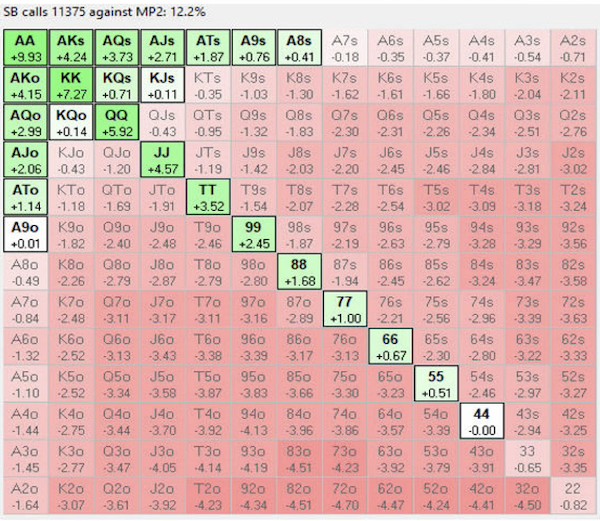 SB calls 11375 against MP2: 12.2%
AA AKs AQs AJs ATs A9s A8s A7s A6s A5s A4s A3s A2s
+9.93 +4.24 +3.73 +2.71 +1.87 +0.76 +0.41 -0.18 -0.35 -0.37 -0.41 -0.54 -0.71
AKo KK KQs KJs KTs K9s K8s K7s K6s K5s K4s K3s K2s
+4.15 +7.27 +0.71 +0.11 -0.35 -1.03 -1.30 -1.62 -1.61 -1.66 -1.80 -2.04 -2.11
AQo KQo QQ QJs QTs Q9s Q8s Q7s Q6s Q5s Q4s Q3s Q2s
+2.99 +0.14 +5.92 -0.43 -0.95 -1.32 -1.83 -2.30 -2.31 -2.26 -2.34 -2.51 -2.76
AJo KJo QJo JJ JTs J9s J8s J7s J6s J5s J4s J3s J2s
+2.06 -0.43 -1.20 +4.57 -1.19 -1.42 -2.03 -2.20 -2.45 -2.46 -2.84 -2.81 -3.02
ATo KTo QTo JTo TT T9s T8s T7s T6s T5s T4s T3s T2s
+1.14 -1.18 -1.69 -1.91 +3.52 -1.54 -2.07 -2.28 -2.54 -3.02 -3.09 -3.18 -3.24
A9o K9o Q9o J9o T9o 99 98s 97s 96s 95s 94s 93s 92s
+0.01 -1.82 -2.40 -2.48 -2.46 +2.45 -1.87 -2.19 -2.63 -2.79 -3.28 -3.29 -3.56
A8o K8o Q8o J8o T8o 98o 88 87s 86s 85s 84s 83s 82s
-0.49 -2.26 -2.79 -2.87 -2.79 -2.80 +1.68 -1.94 -2.45 -2.62 -3.24 -3.47 -3.58
A7o K7o Q7o J7o T7o 97o 87o 77 76s 75s 74s 73s 72s
-0.84 -2.48 -3.11 -3.17 -3.11 -3.16 -2.89 +1.00 -2.21 -2.56 -2.96 -3.39 -3.63
A6o K6o Q6o J6o T6o 96o 86o 76o 66 65s 64s 63s 62s
-1.32 -2.52 -3.13 -3.43 -3.38 -3.39 -3.17 -3.13 +0.67 -2.30 -2.80 -3.22 -3.33
A5o K5o Q5o J5o T5o 95o 85o 75o 65o 55 54s 53s 52s
-1.10 -2.52 -3.34 -3.58 -3.87 -3.83 -3.66 -3.30 -3.23 +0.51 -2.46 -2.97 -3.27
A4o K4o Q4o J4o T4o 94o 84o 74o 64o 54o 44 43s 42s
-1.44 -2.75 -3.44 -3.70 -3.92 -4.13 -3.96 -3.86 -3.57 -3.39 -0.00 -2.94 -3.25
A3o K3o Q3o J3o T3o 93o 83o 73o 63o 53o 43o 33 32s
-1.45 -2.77 -3.47 -4.05 -4.14 -4.19 -4.51 -4.23 -3.92 -3.79 -3.91 -0.65 -3.35
A2o K2o Q2o J2o T2o 92o 82o 72o 62o 52o 42o 32o 22
-1.64 -3.07 -3.61 -3.92 -4.23 -4.34 -4.51 -4.70 -4.47 -4.24 -4.41 -4.50 -0.82